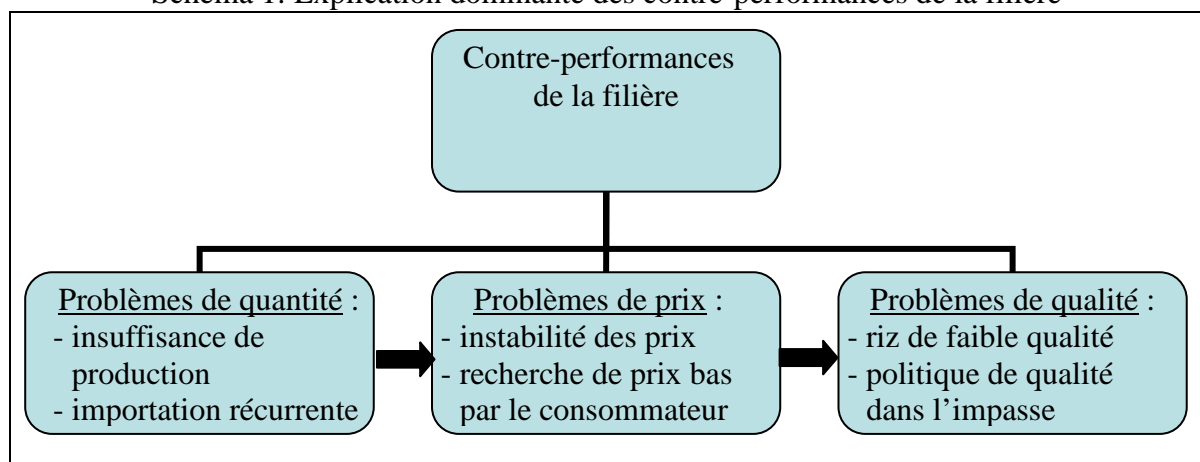 Schéma 1: Explication dominante des contre-performances de la filière
Contre-performances
de la filière
Problèmes de quantité :
- insuffisance de
production
- importation récurrente
Problèmes de prix :
- instabilité des prix
- recherche de prix bas
par le consommateur
Problèmes de qualité :
- riz de faible qualité
- politique de qualité
dans l’impasse